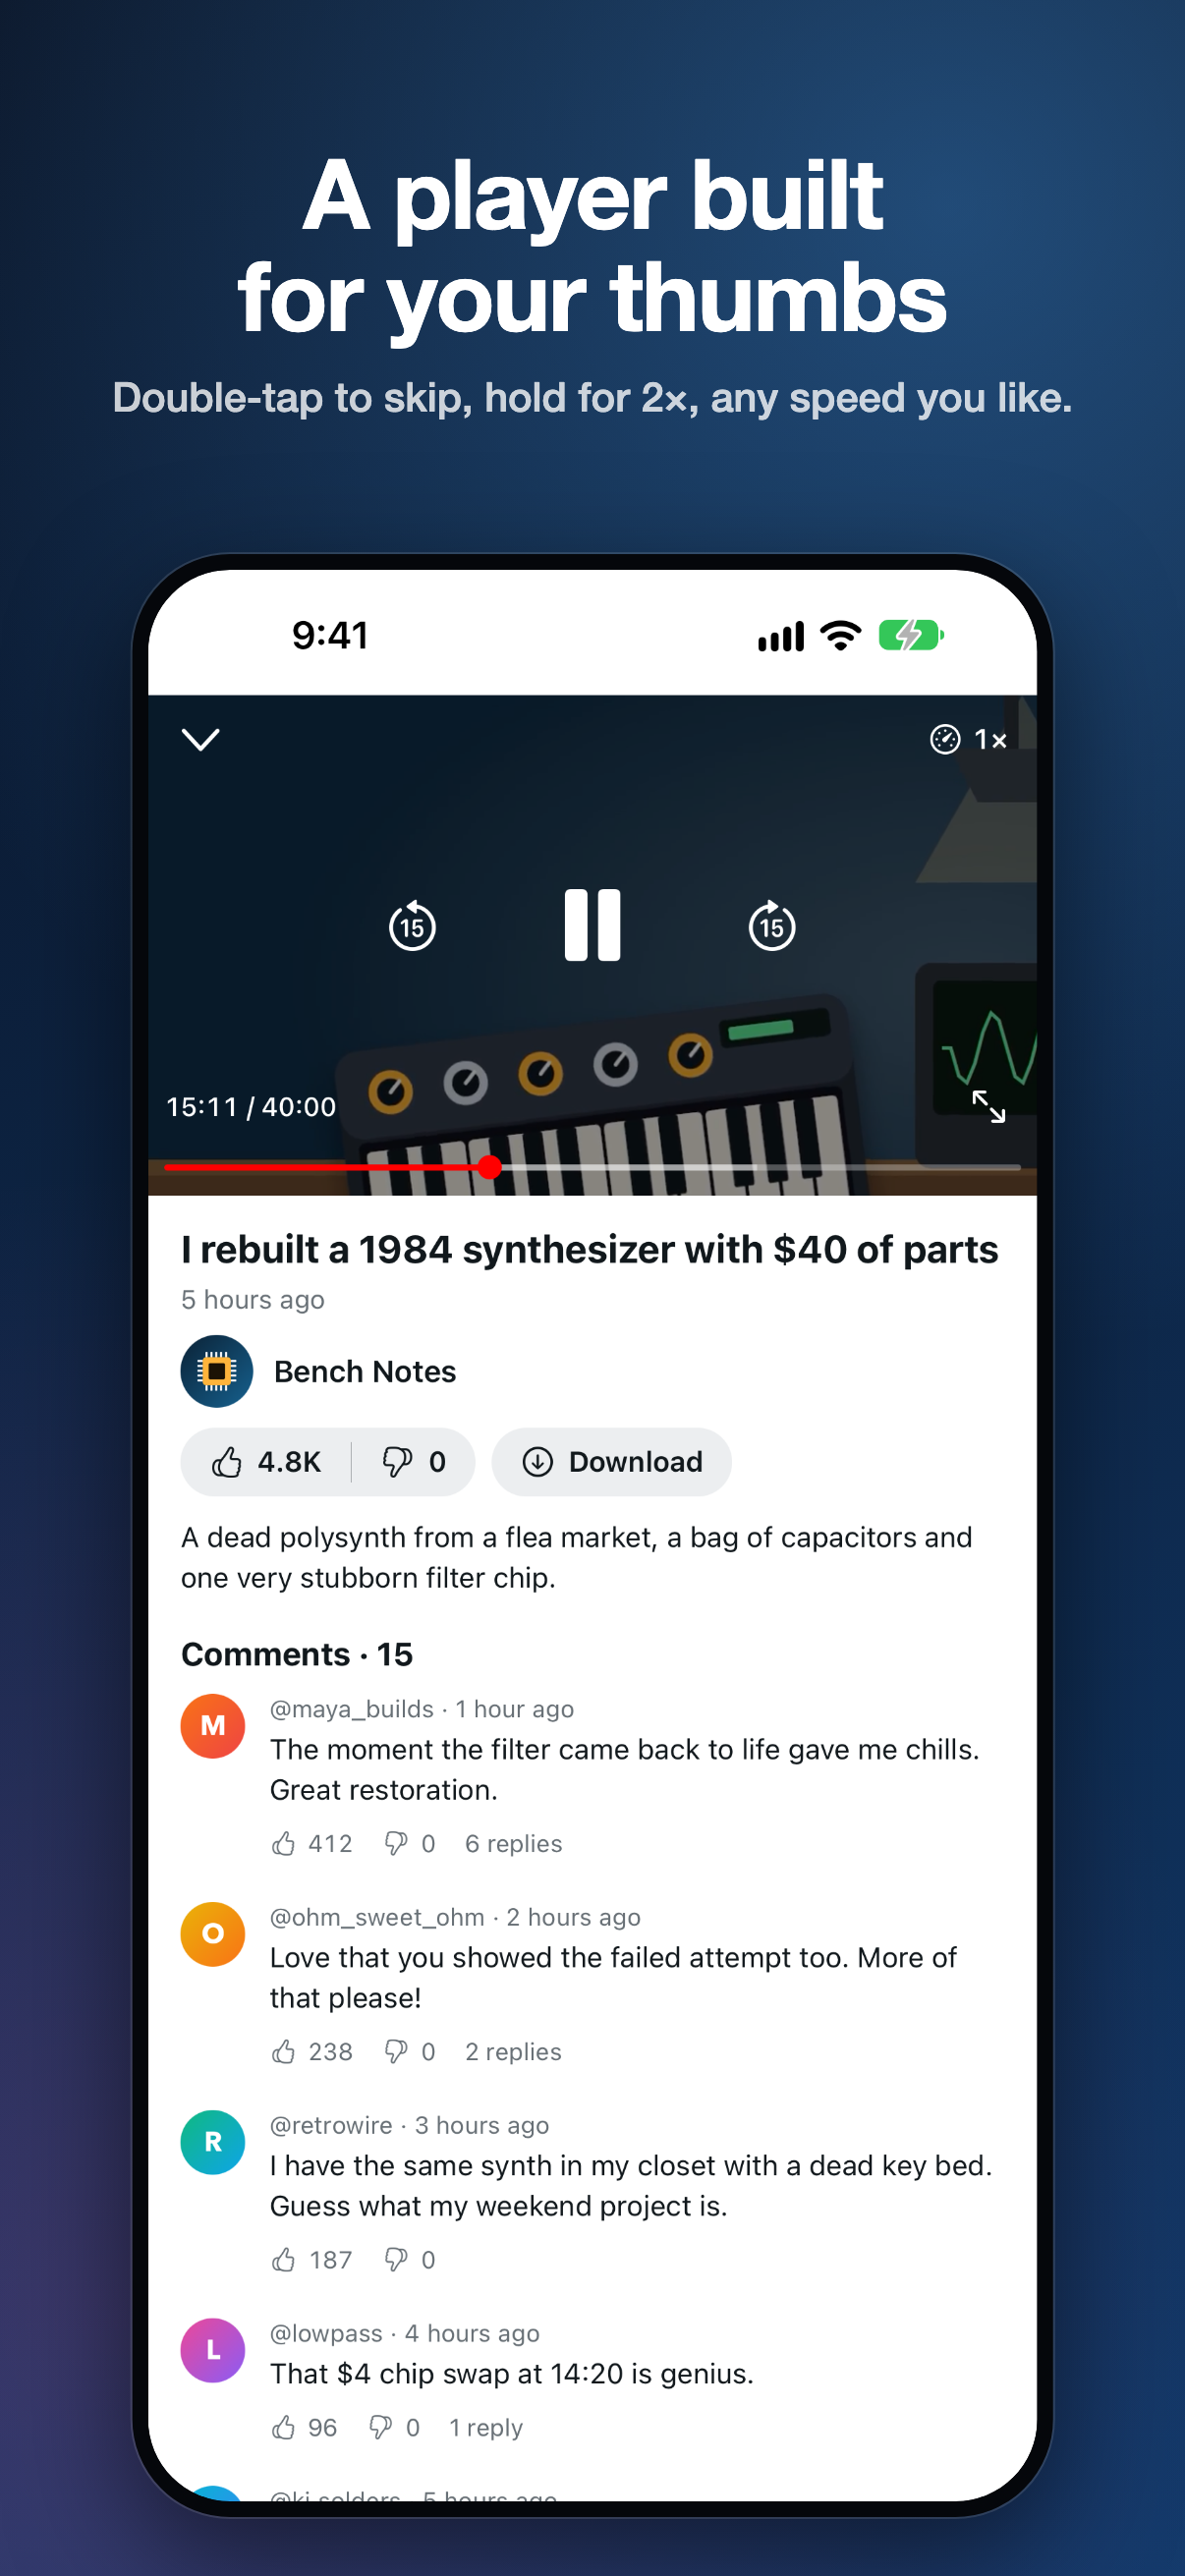 A player built
for your thumbs
Double-tap to skip, hold for 2×, any speed you like.
9:41
1×
15
15
15:11 / 40:00
I rebuilt a 1984 synthesizer with $40 of parts
5 hours ago
Bench Notes
4.8K 0 Download
A dead polysynth from a flea market, a bag of capacitors and
one very stubborn filter chip.
Comments · 15
M
@maya_builds · 1 hour ago
The moment the filter came back to life gave me chills.
Great restoration.
412 0 6 replies
O
@ohm_sweet_ohm · 2 hours ago
Love that you showed the failed attempt too. More of
that please!
238 0 2 replies
R
@retrowire · 3 hours ago
I have the same synth in my closet with a dead key bed.
Guess what my weekend project is.
187 0
L
@lowpass · 4 hours ago
That $4 chip swap at 14:20 is genius.
96 0 1 reply
5 hours ago